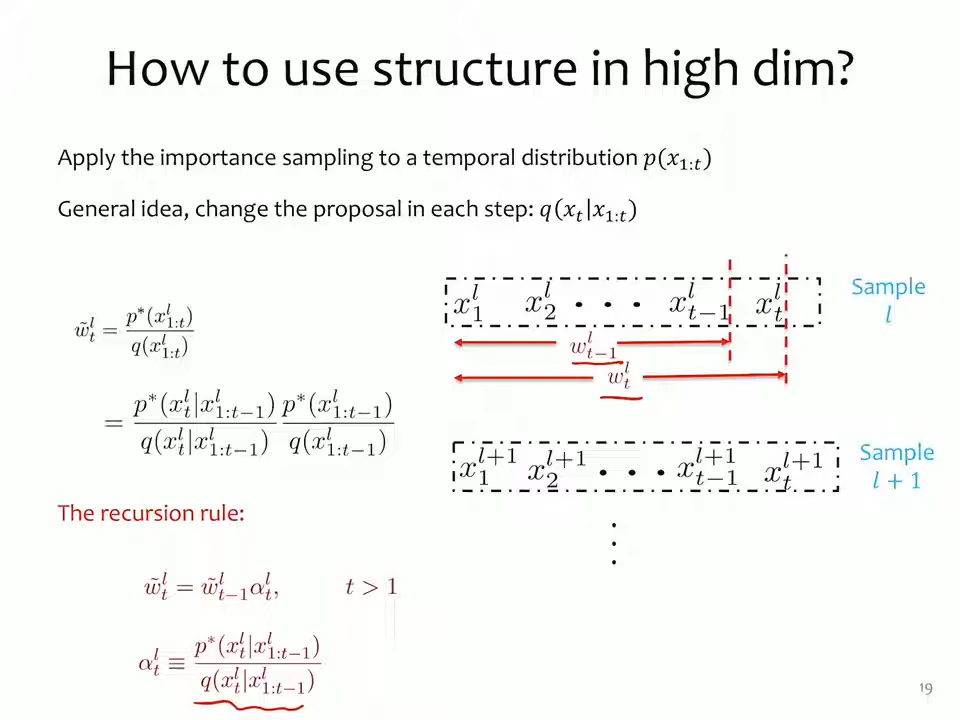 How to use structure in high dim?
Apply the importance sampling to a temporal distribution p(x_{1:t})
General idea, change the proposal in each step: q(x_t|x_{1:t})
w̃_t^l = p*(x_{1:t}^l) / q(x_{1:t}^l)
= p*(x_t^l|x_{1:t−1}^l) / q(x_t^l|x_{1:t−1}^l) p*(x_{1:t−1}^l) / q(x_{1:t−1}^l)
The recursion rule:
w̃_t^l = w̃_{t−1}^l α_t^l, t > 1
α_t^l ≡ p*(x_t^l|x_{1:t−1}^l) / q(x_t^l|x_{1:t−1}^l)
x_1^l x_2^l • • • x_{t−1}^l x_t^l
Sample
l
w_{t−1}^l
w_t^l
x_1^{l+1} x_2^{l+1} • • • x_{t−1}^{l+1} x_t^{l+1}
Sample
l + 1
19